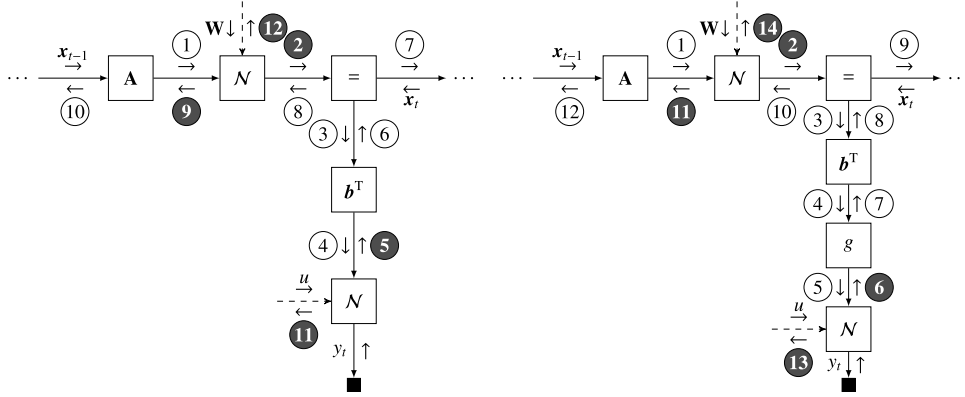 W↓ ↑ 12
x_{t−1} 1 2 7
→ → → →
··· A 𝒩 = ···
← ← ← ←
10 9 8 x_t
3 ↓ ↑ 6
b^T
4 ↓ ↑ 5
u
→ 𝒩
←
11
y_t ↑
W↓ ↑ 14
x_{t−1} 1 2 9
→ → → →
··· A 𝒩 = ··
← ← ← ←
12 11 10 x_t
3 ↓ ↑ 8
b^T
4 ↓ ↑ 7
g
5 ↓ ↑ 6
u
→ 𝒩
←
13
y_t ↑